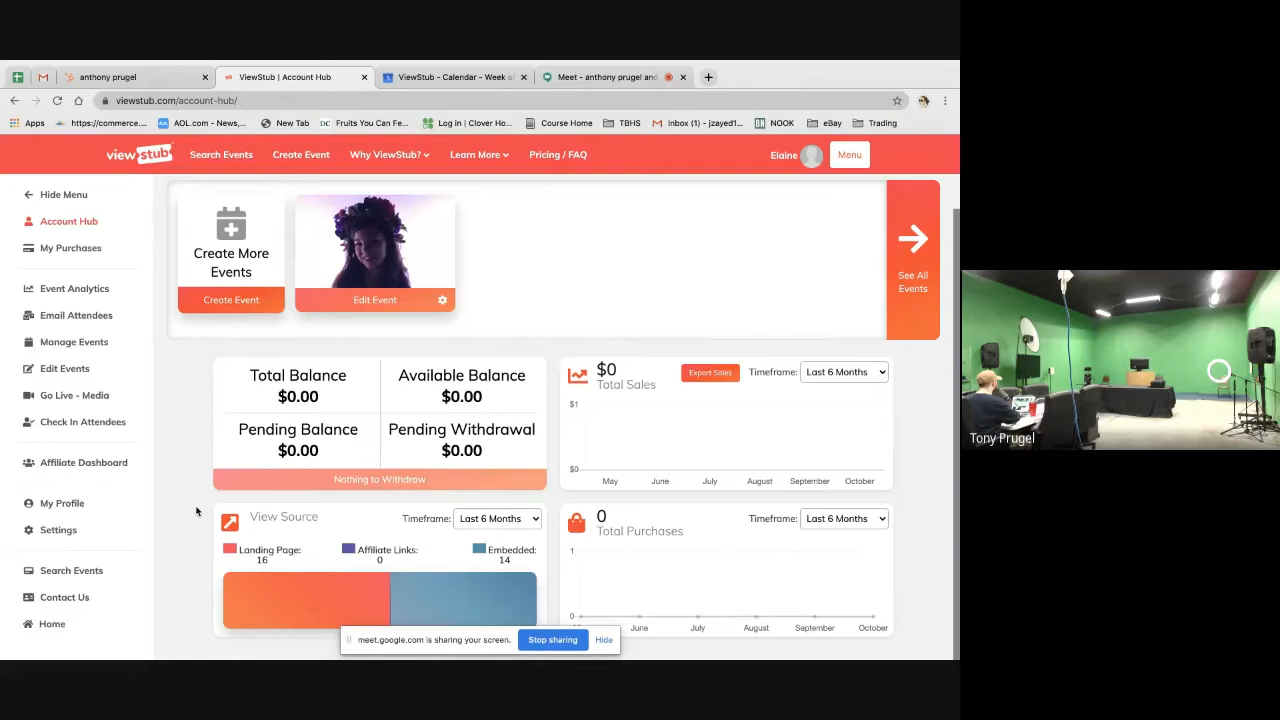 anthony prugel
ViewStub | Account Hub
ViewStub - Calendar - Week o
Meet - anthony prugel and
viewstub.com/account-hub/
Apps
https://commerce....
AOL.com - News,...
New Tab
Fruits You Can Fe...
Log in | Clover Ho...
Course Home
TBHS
Inbox (1) - jzayed1...
NOOK
eBay
Trading
view stub
Search Events
Create Event
Why ViewStub?
Learn More
Pricing / FAQ
Elaine
Menu
Hide Menu
Account Hub
My Purchases
Event Analytics
Email Attendees
Manage Events
Edit Events
Go Live - Media
Check In Attendees
Affiliate Dashboard
My Profile
Settings
Search Events
Contact Us
Home
Create More
Events
Create Event
Edit Event
See All
Events
Total Balance
$0.00
Available Balance
$0.00
Pending Balance
$0.00
Pending Withdrawal
$0.00
Nothing to Withdraw
$0
Total Sales
Export Sales
Timeframe:
Last 6 Months
$1
$0
May
June
July
August
September
October
View Source
Timeframe:
Last 6 Months
Landing Page:
16
Affiliate Links:
0
Embedded:
14
0
Total Purchases
Timeframe:
Last 6 Months
1
0
June
July
August
September
October
meet.google.com is sharing your screen.
Stop sharing
Hide
Tony Prugel